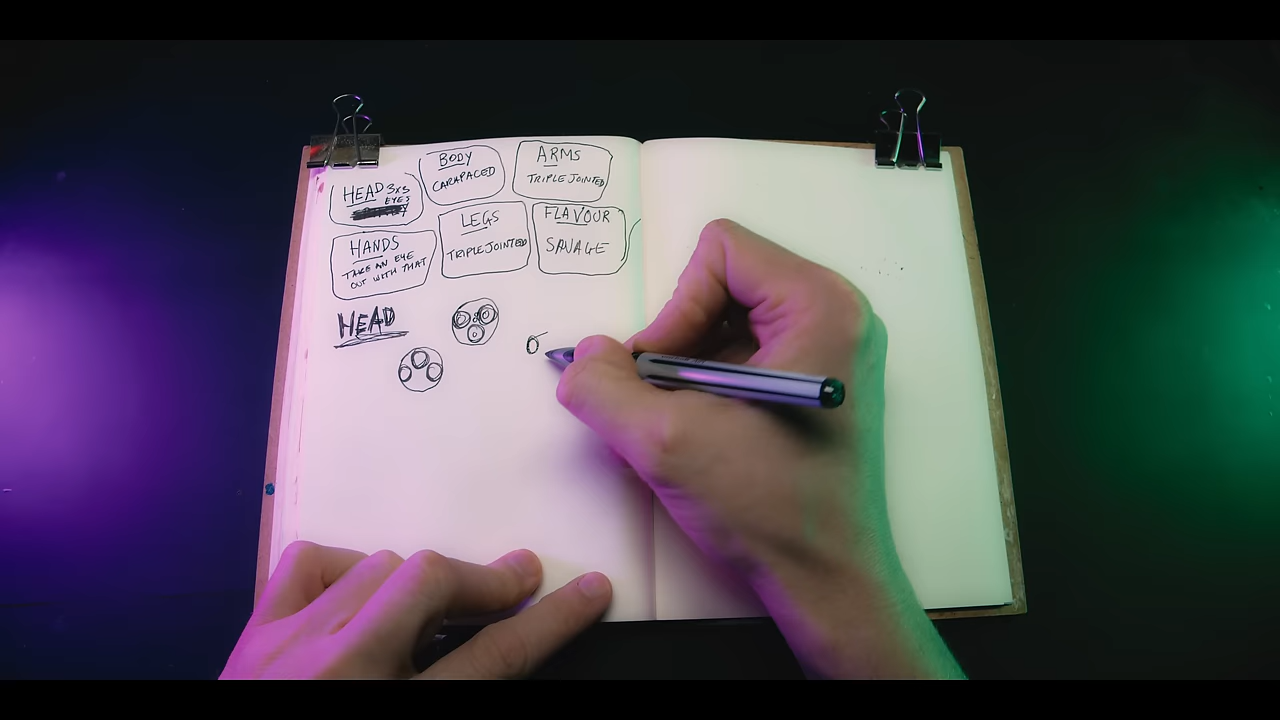 HEAD 3x3
EYES
BODY
CARAPACED
ARMS
TRIPLE JOINTED
HANDS
TAKE AN EYE
OUT WITH THAT
LEGS
TRIPLE JOINTED
FLAVOUR
SAVAGE
HEAD